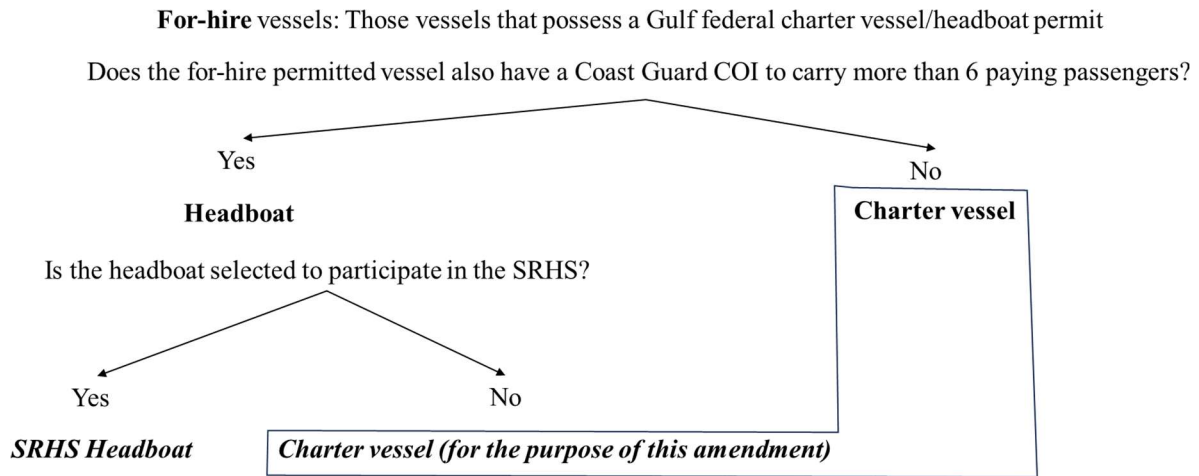 For-hire vessels: Those vessels that possess a Gulf federal charter vessel/headboat permit
Does the for-hire permitted vessel also have a Coast Guard COI to carry more than 6 paying passengers?
Yes
No
Headboat
Charter vessel
Is the headboat selected to participate in the SRHS?
Yes
No
SRHS Headboat
Charter vessel (for the purpose of this amendment)